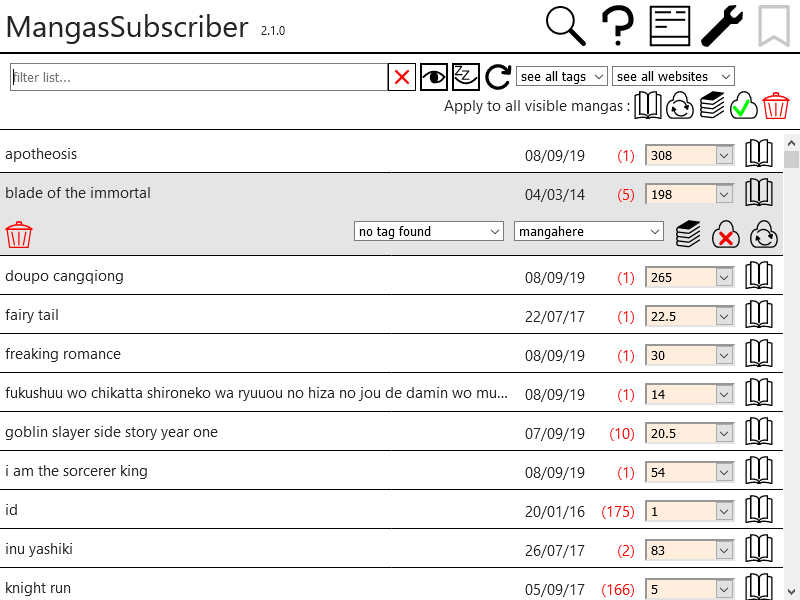 MangasSubscriber 2.1.0
filter list...
see all tags see all websites
Apply to all visible mangas :
apotheosis 08/09/19 (1) 308
blade of the immortal 04/03/14 (5) 198
no tag found mangahere
doupo cangqiong 08/09/19 (1) 265
fairy tail 22/07/17 (1) 22.5
freaking romance 08/09/19 (1) 30
fukushuu wo chikatta shironeko wa ryuuou no hiza no jou de damin wo mu... 08/09/19 (1) 14
goblin slayer side story year one 07/09/19 (10) 20.5
i am the sorcerer king 08/09/19 (1) 54
id 20/01/16 (175) 1
inu yashiki 26/07/17 (2) 83
knight run 05/09/17 (166) 5